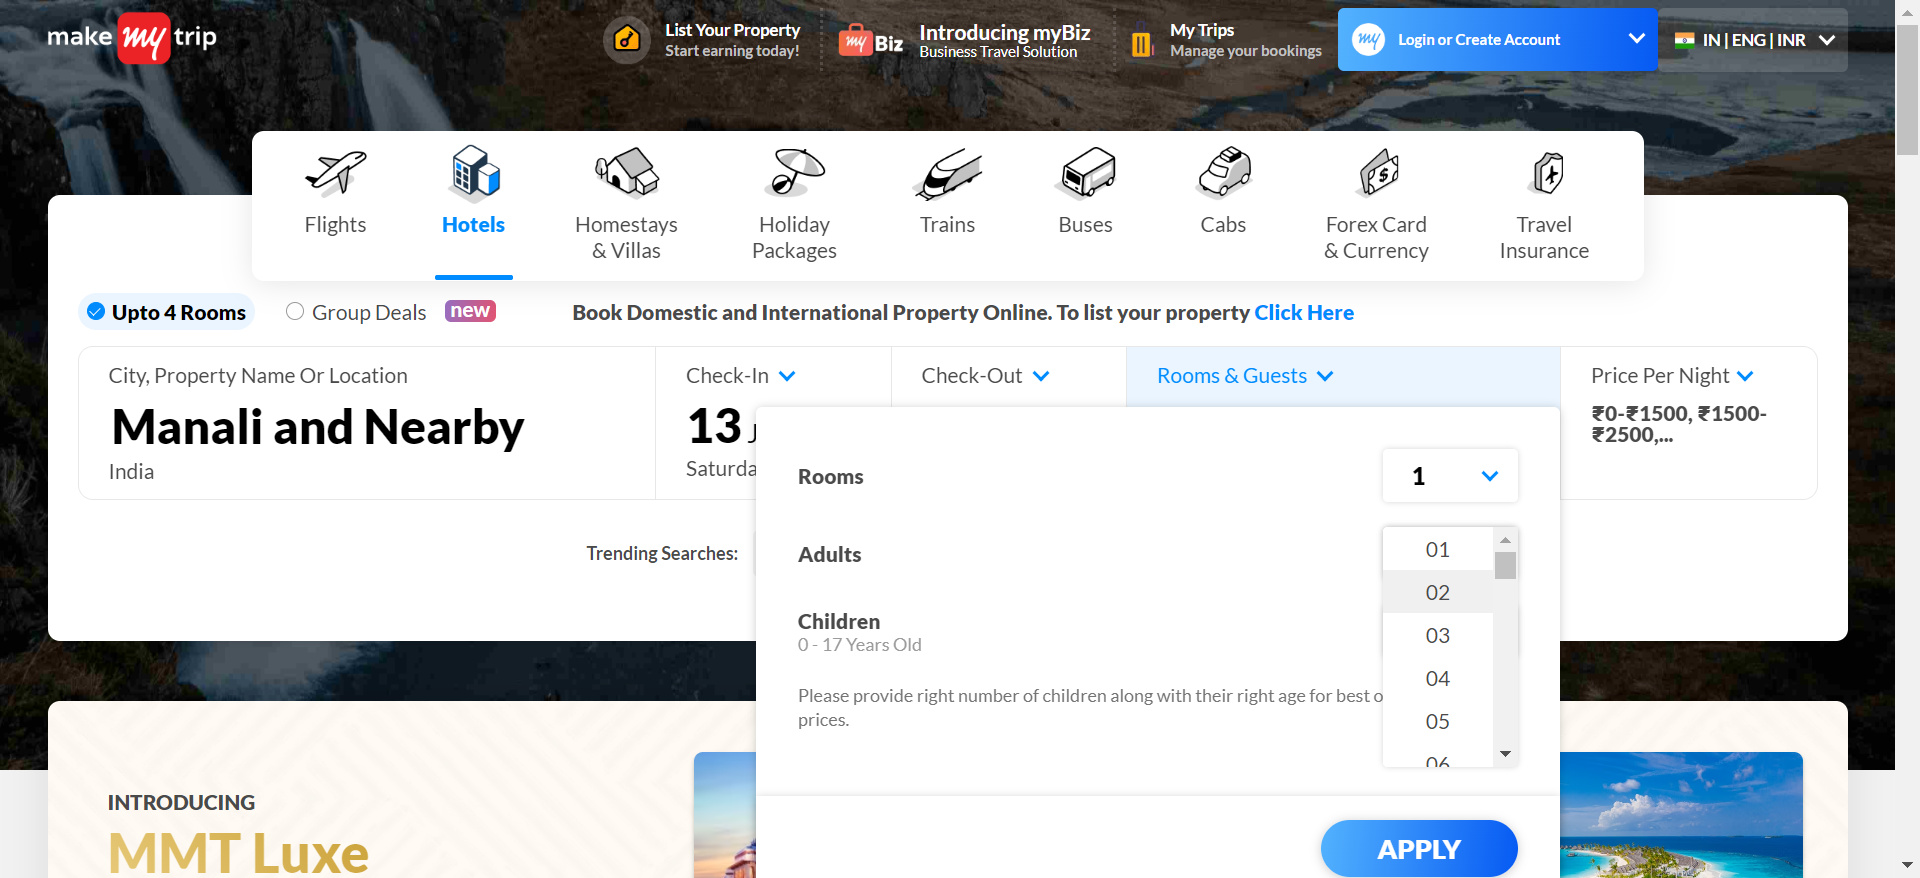 make my trip
List Your Property
Start earning today!
my Biz
Introducing myBiz
Business Travel Solution
My Trips
Manage your bookings
my Login or Create Account
IN | ENG | INR
Flights
Hotels
Homestays
& Villas
Holiday
Packages
Trains
Buses
Cabs
Forex Card
& Currency
Travel
Insurance
Upto 4 Rooms
Group Deals
new
Book Domestic and International Property Online. To list your property Click Here
City, Property Name Or Location
Manali and Nearby
India
Check-In
13
Check-Out
Rooms & Guests
Price Per Night
₹0-₹1500, ₹1500-
₹2500,...
Rooms
1
Adults
01
02
03
04
05
06
Children
0 - 17 Years Old
Please provide right number of children along with their right age for best
prices.
Trending Searches:
APPLY
INTRODUCING
MMT Luxe